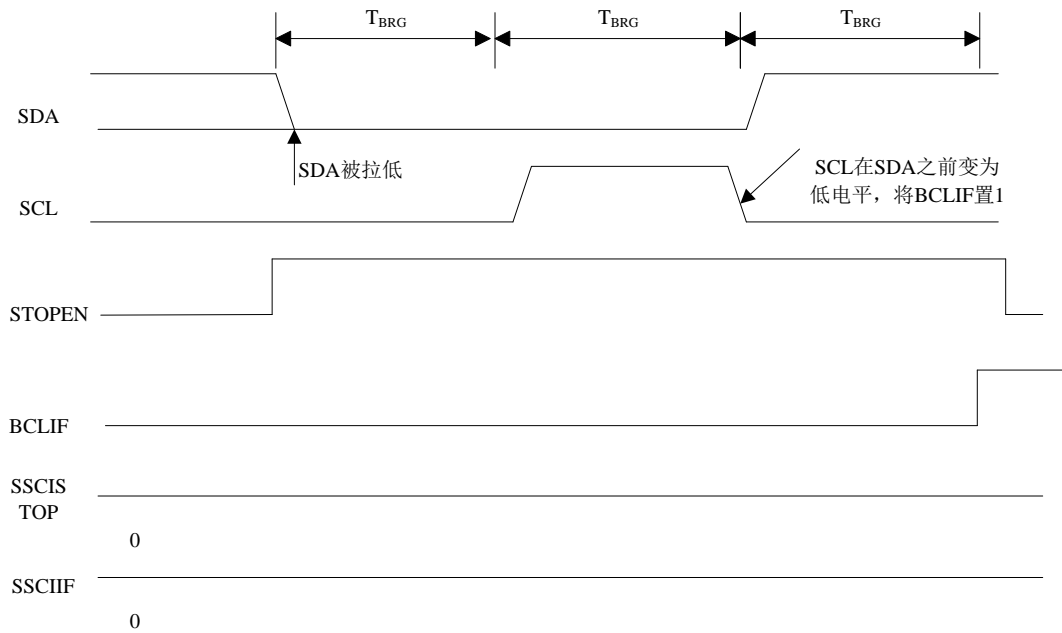 TBRG TBRG TBRG
SDA
SDA被拉低
SCL在SDA之前变为
低电平，将BCLIF置1
SCL
STOPEN
BCLIF
SSCIS
TOP
0
SSCIIF
0